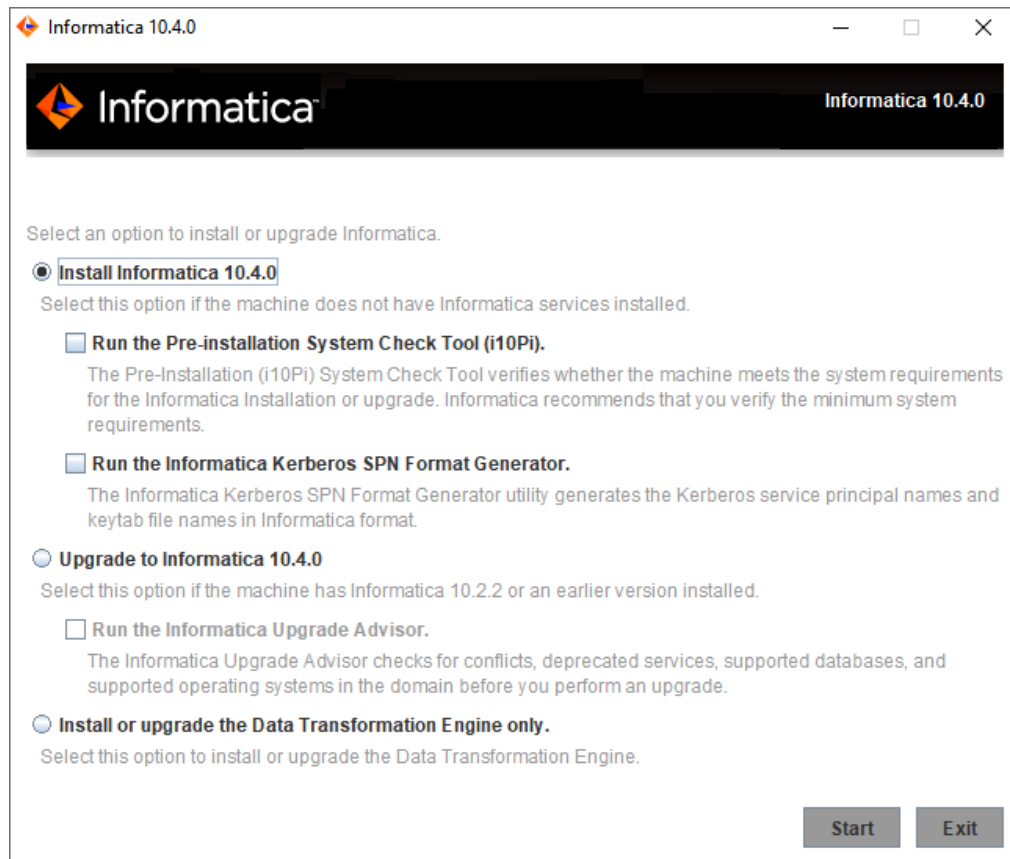 Informatica 10.4.0
Informatica
Informatica 10.4.0
Select an option to install or upgrade Informatica.
Install Informatica 10.4.0
Select this option if the machine does not have Informatica services installed.
Run the Pre-installation System Check Tool (i10Pi).
The Pre-Installation (i10Pi) System Check Tool verifies whether the machine meets the system requirements
for the Informatica Installation or upgrade. Informatica recommends that you verify the minimum system
requirements.
Run the Informatica Kerberos SPN Format Generator.
The Informatica Kerberos SPN Format Generator utility generates the Kerberos service principal names and
keytab file names in Informatica format.
Upgrade to Informatica 10.4.0
Select this option if the machine has Informatica 10.2.2 or an earlier version installed.
Run the Informatica Upgrade Advisor.
The Informatica Upgrade Advisor checks for conflicts, deprecated services, supported databases, and
supported operating systems in the domain before you perform an upgrade.
Install or upgrade the Data Transformation Engine only.
Select this option to install or upgrade the Data Transformation Engine.
Start
Exit